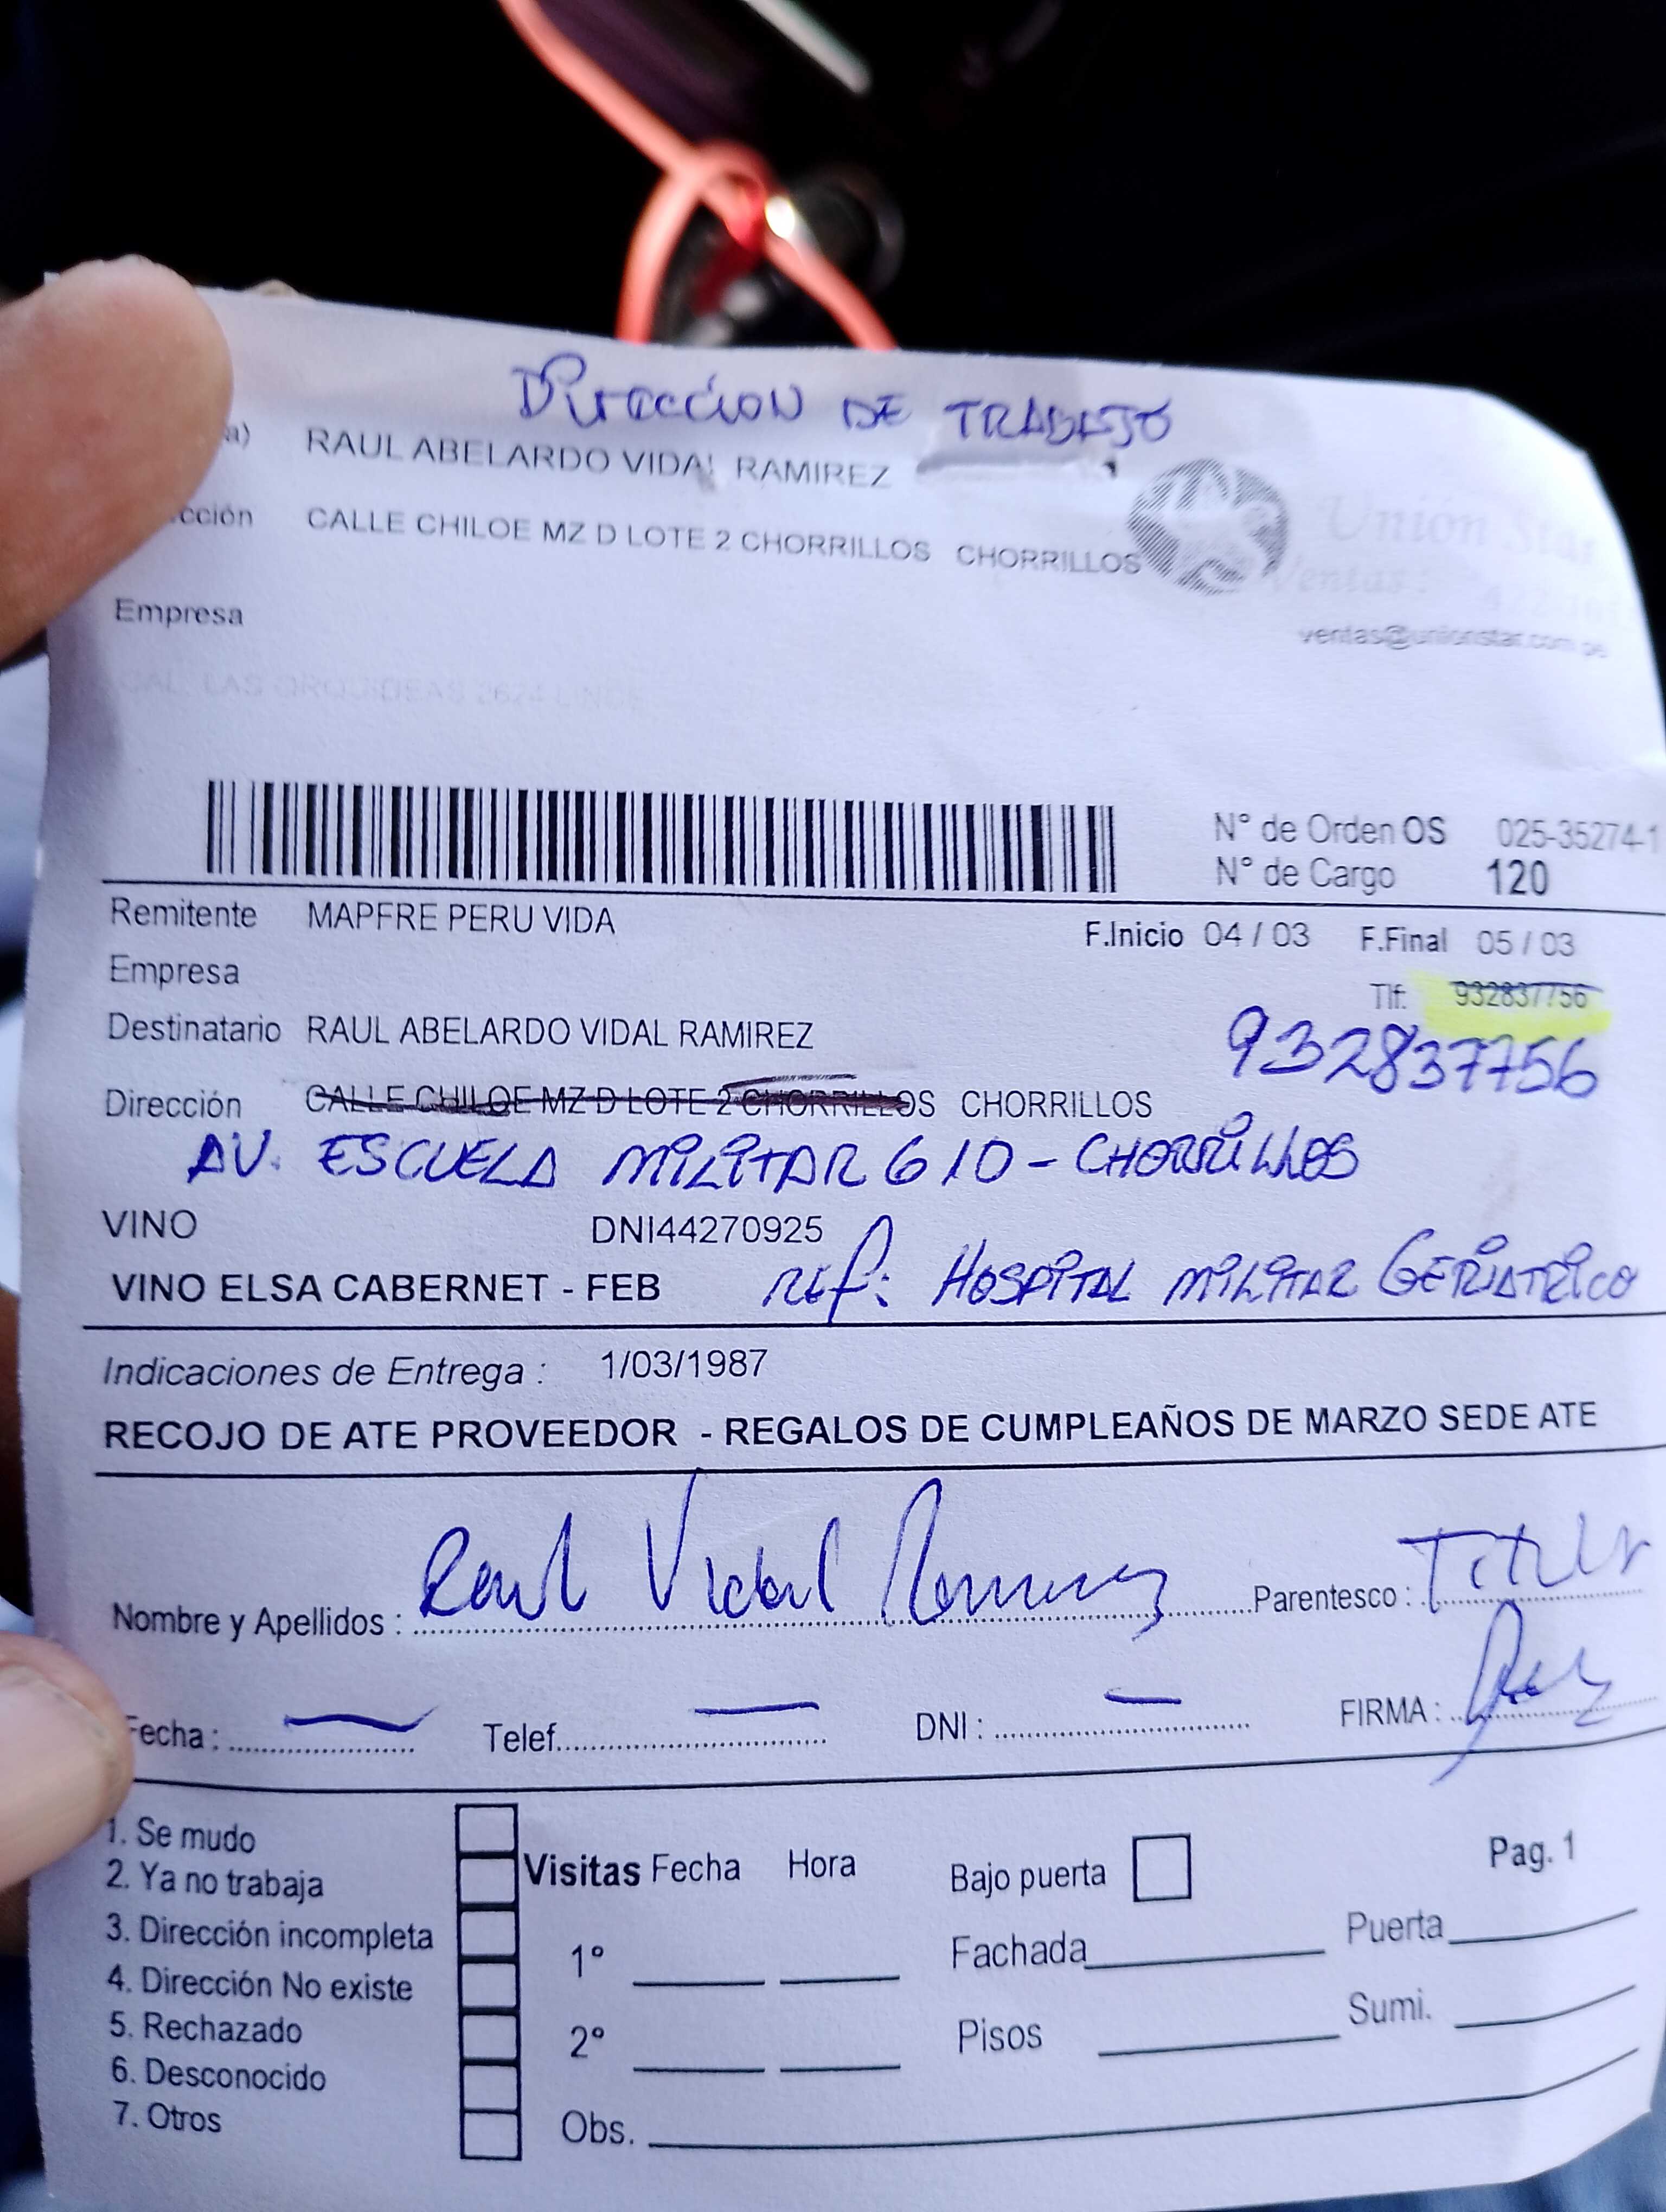 Dirección DE TRABAJO
a) RAUL ABELARDO VIDAL RAMIREZ
cción CALLE CHILOE MZ D LOTE 2 CHORRILLOS CHORRILLOS
Unión Star
Ventas:
ventas@unionstar.com.pe
Empresa
CAL. LAS ORQUIDEAS
N° de Orden OS 025-35274-1
N° de Cargo 120
Remitente MAPFRE PERU VIDA F.Inicio 04 / 03 F.Final 05 / 03
Empresa
Tlf: 932837756
Destinatario RAUL ABELARDO VIDAL RAMIREZ
932837756
Dirección CALLE CHILOE MZ D LOTE 2 CHORRILLOS CHORRILLOS
AV. ESCUELA MILITAR 610 - CHORRILLOS
VINO DNI44270925
VINO ELSA CABERNET - FEB Ref: HOSPITAL MILITAR GERIATRICO
Indicaciones de Entrega : 1/03/1987
RECOJO DE ATE PROVEEDOR - REGALOS DE CUMPLEAÑOS DE MARZO SEDE ATE
Nombre y Apellidos : Raul Vidal Ramirez Parentesco : Titular
Fecha : — Telef. — DNI : — FIRMA :
1. Se mudo
2. Ya no trabaja
3. Dirección incompleta
4. Dirección No existe
5. Rechazado
6. Desconocido
7. Otros
Visitas Fecha Hora
1°
2°
Obs.
Bajo puerta
Fachada
Pisos
Pag. 1
Puerta
Sumi.